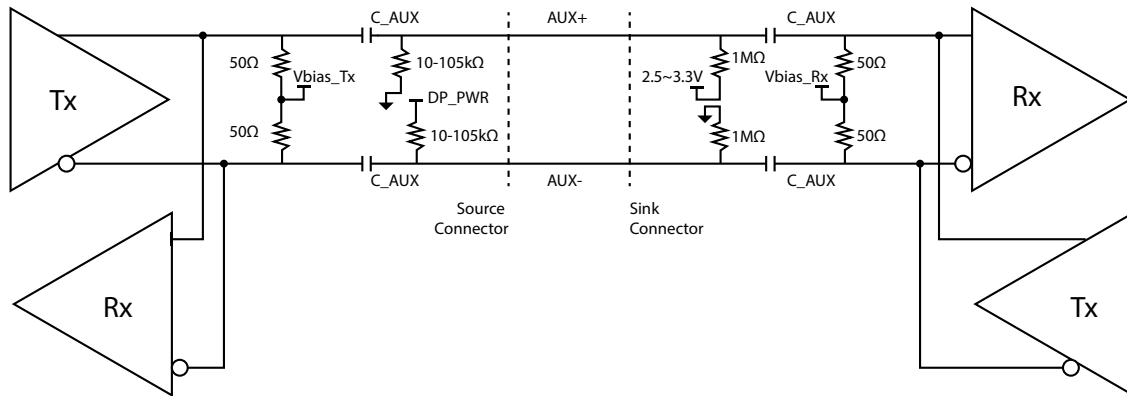 C_AUX
AUX+
C_AUX
50Ω
Vbias_Tx
10-105kΩ
DP_PWR
1MΩ
2.5~3.3V
Vbias_Rx
50Ω
Tx
Rx
50Ω
10-105kΩ
1MΩ
50Ω
C_AUX
AUX-
C_AUX
Source
Connector
Sink
Connector
Rx
Tx